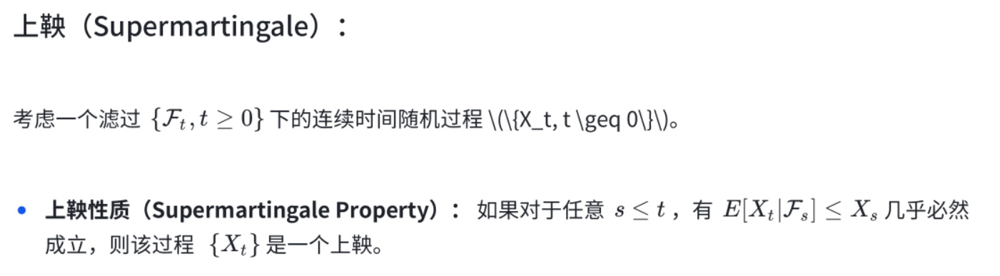 上鞅（Supermartingale）：
考虑一个滤过 $\{\mathcal{F}_t, t \geq 0\}$ 下的连续时间随机过程 \(\{X_t, t \geq 0\}\)。
• 上鞅性质（Supermartingale Property）： 如果对于任意 $s \leq t$ ，有 $E[X_t|\mathcal{F}_s] \leq X_s$ 几乎必然
成立，则该过程 $\{X_t\}$ 是一个上鞅。